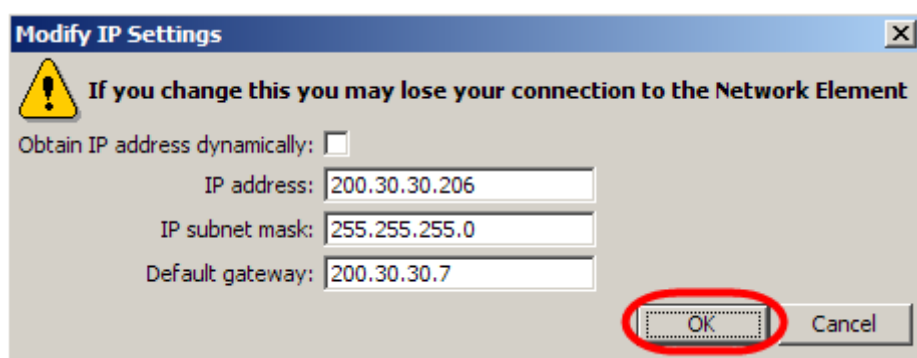 Modify IP Settings
If you change this you may lose your connection to the Network Element
Obtain IP address dynamically:
IP address: 200.30.30.206
IP subnet mask: 255.255.255.0
Default gateway: 200.30.30.7
OK Cancel